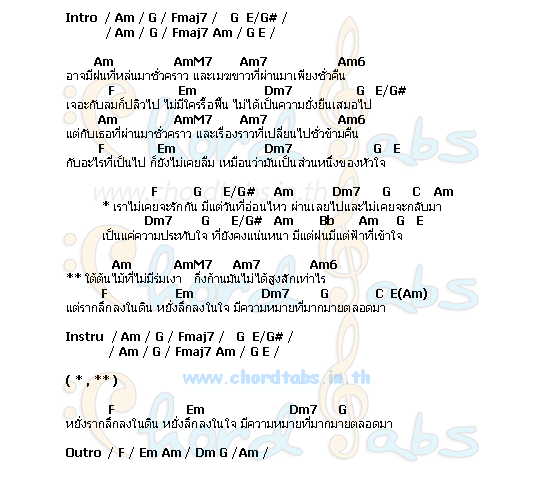 Intro / Am / G / Fmaj7 / G E/G# /
/ Am / G / Fmaj7 Am / G E /
Am AmM7 Am7 Am6
อาจมีฝนที่หล่นมาชั่วคราว และเมฆขาวที่ผ่านมาเพียงชั่วคืน
F Em Dm7 G E/G#
เจอะกับลมก็ปลิวไป ไม่มีใครรื้อฟื้น ไม่ได้เป็นความยั่งยืนเสมอไป
Am AmM7 Am7 Am6
แต่กับเธอที่ผ่านมาชั่วคราว และเรื่องราวที่เปลี่ยนไปชั่วข้ามคืน
F Em Dm7 G E
กับอะไรที่เป็นไป ก็ยังไม่เคยลืม เหมือนว่ามันเป็นส่วนหนึ่งของหัวใจ
F G E/G# Am Dm7 G C Am
* เราไม่เคยจะรักกัน มีแต่วันที่อ่อนไหว ผ่านเลยไปและไม่เคยจะกลับมา
Dm7 G E/G# Am Bb Am G E
เป็นแค่ความประทับใจ ที่ยังคงแน่นหนา มีแต่ฝนมีแต่ฟ้าที่เข้าใจ
Am AmM7 Am7 Am6
** ใต้ต้นไม้ที่ไม่มีร่มเงา กิ่งก้านมันไม่ได้สูงสักเท่าไร
F Em Dm7 G C E(Am)
แต่รากลึกลงในดิน หยั่งลึกลงในใจ มีความหมายที่มากมายตลอดมา
Instru / Am / G / Fmaj7 / G E/G# /
/ Am / G / Fmaj7 Am / G E /
( * , ** )
www.chordtabs.in.th
F Em Dm7 G
หยั่งรากลึกลงในดิน หยั่งลึกลงในใจ มีความหมายที่มากมายตลอดมา
Outro / F / Em Am / Dm G /Am /